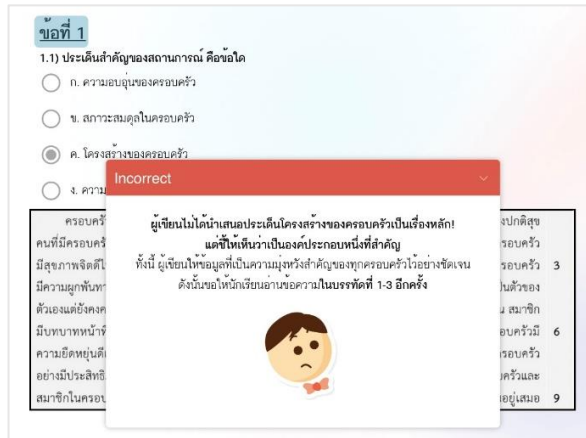 ข้อที่ 1
1.1) ประเด็นสำคัญของสถานการณ์ คือข้อใด
ก. ความอบอุ่นของครอบครัว
ข. สภาวะสมดุลในครอบครัว
ค. โครงสร้างของครอบครัว
ง. ความ
Incorrect
ผู้เขียนไม่ได้นำเสนอประเด็นโครงสร้างของครอบครัวเป็นเรื่องหลัก!
แต่ชี้ให้เห็นว่าเป็นองค์ประกอบหนึ่งที่สำคัญ
ทั้งนี้ ผู้เขียนให้ข้อมูลที่เป็นความมุ่งหวังสำคัญของทุกครอบครัวไว้อย่างชัดเจน
ดังนั้นขอให้นักเรียนอ่านข้อความในบรรทัดที่ 1-3 อีกครั้ง
ครอบครั งปกติสุข
คนที่มีครอบครั รอบครัว
มีสุขภาพจิตดีไ รอบครัว 3
มีความผูกพันทา ป็นตัวของ
ตัวเองแต่ยังคงค น สมาชิก
มีบทบาทหน้าที่ อบครัวมี 6
ความยืดหยุ่นดี ครอบครัว
อย่างมีประสิทธิ ครัวและ
สมาชิกในครอบ อยู่เสมอ 9